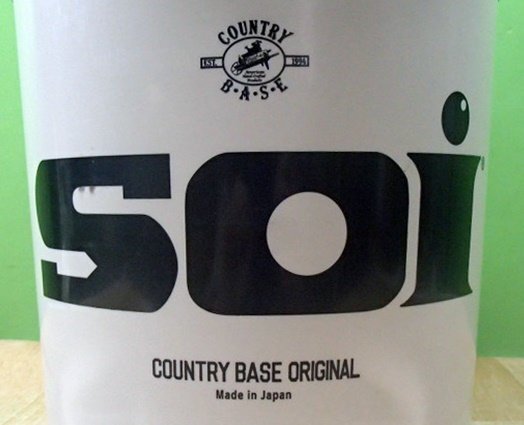 COUNTRY
EST. 1994
B•A•S•E
soi
COUNTRY BASE ORIGINAL
Made in Japan